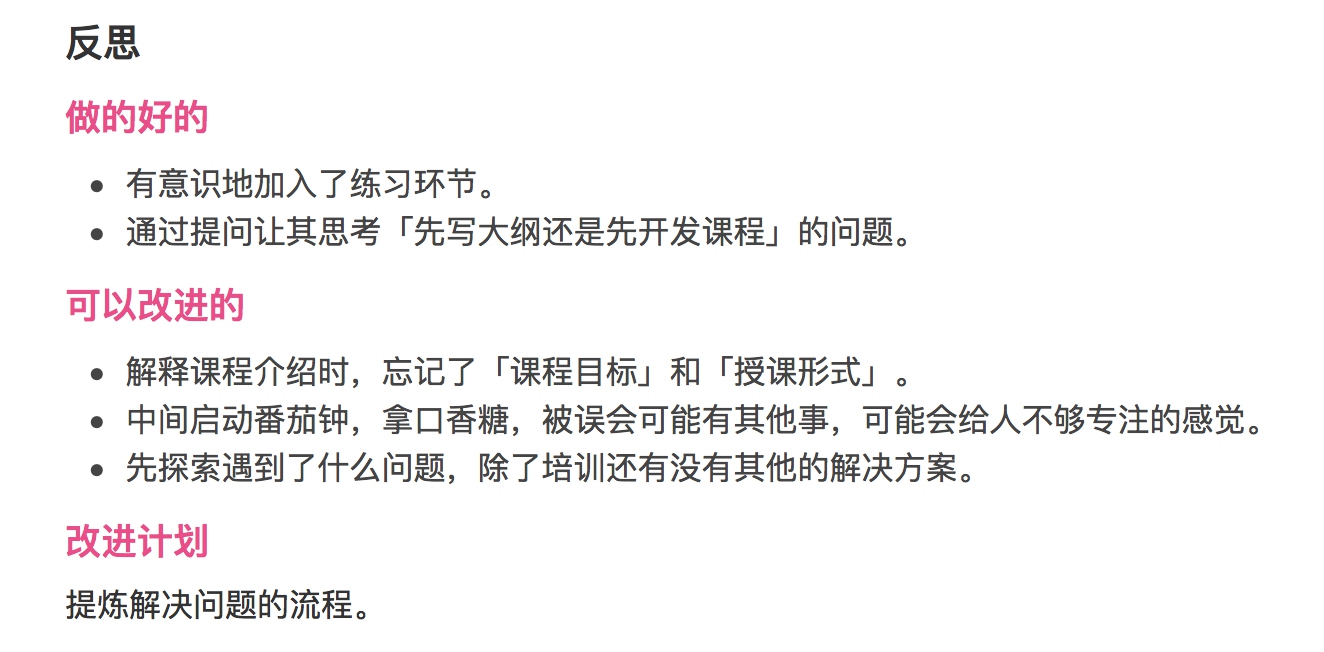 反思
做的好的
有意识地加入了练习环节。
通过提问让其思考「先写大纲还是先开发课程」的问题。
可以改进的
解释课程介绍时，忘记了「课程目标」和「授课形式」。
中间启动番茄钟，拿口香糖，被误会可能有其他事，可能会给人不够专注的感觉。
先探索遇到了什么问题，除了培训还有没有其他的解决方案。
改进计划
提炼解决问题的流程。